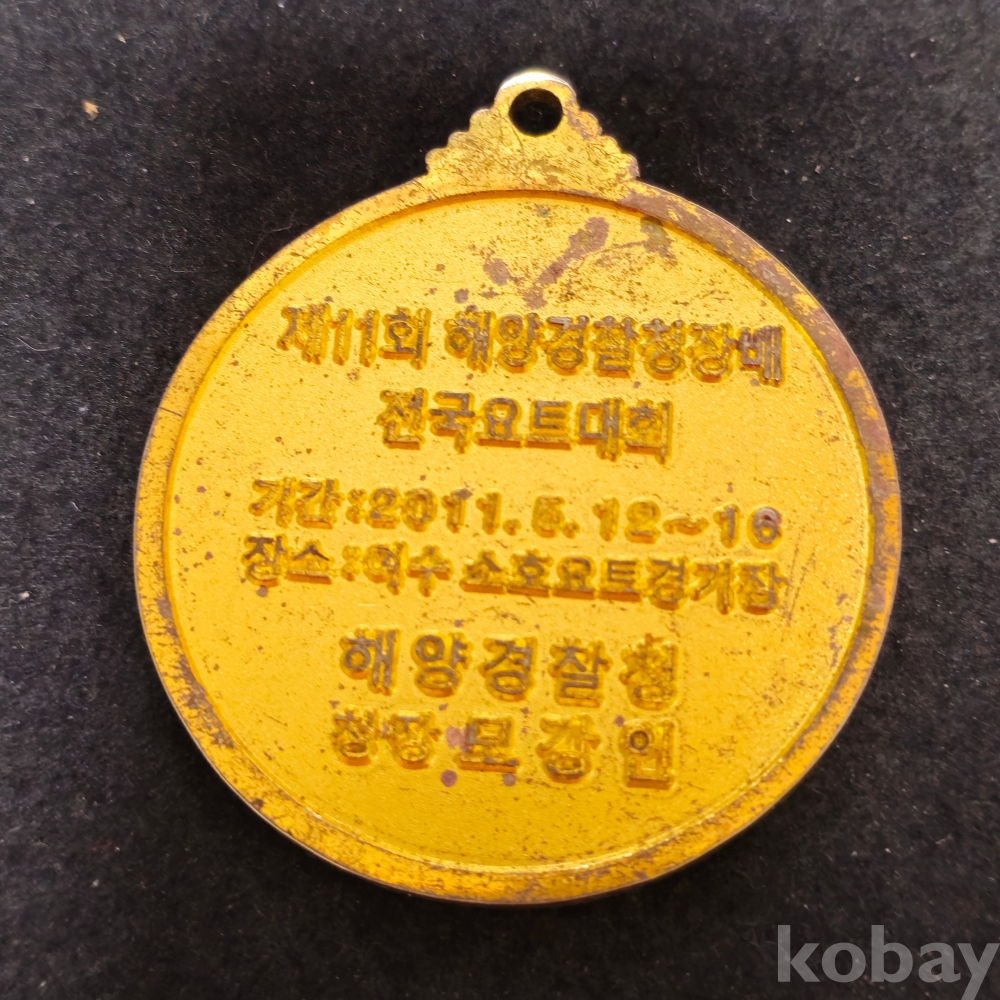 제11회 해양경찰청장배
전국요트대회
기간:2011.5.12~16
장소:여수 소호요트경기장
해양경찰청
청장 모강인
kobay